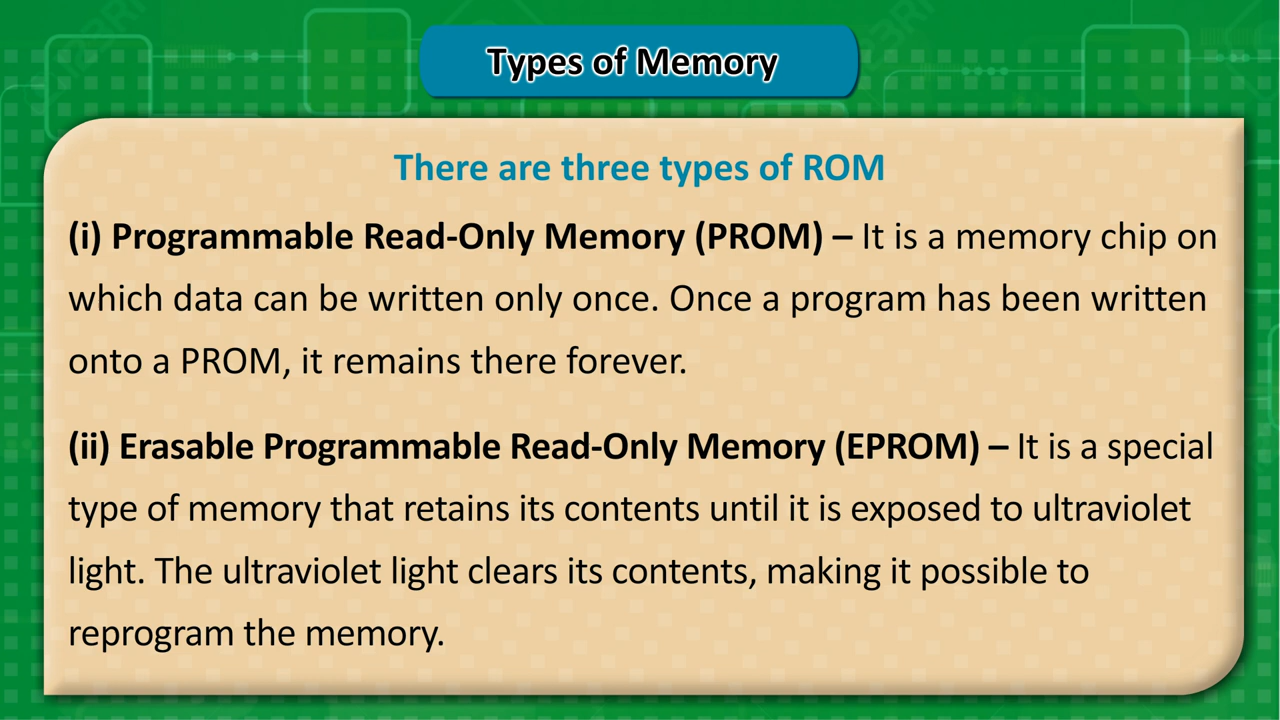 Types of Memory
There are three types of ROM
(i) Programmable Read-Only Memory (PROM) – It is a memory chip on
which data can be written only once. Once a program has been written
onto a PROM, it remains there forever.
(ii) Erasable Programmable Read-Only Memory (EPROM) – It is a special
type of memory that retains its contents until it is exposed to ultraviolet
light. The ultraviolet light clears its contents, making it possible to
reprogram the memory.